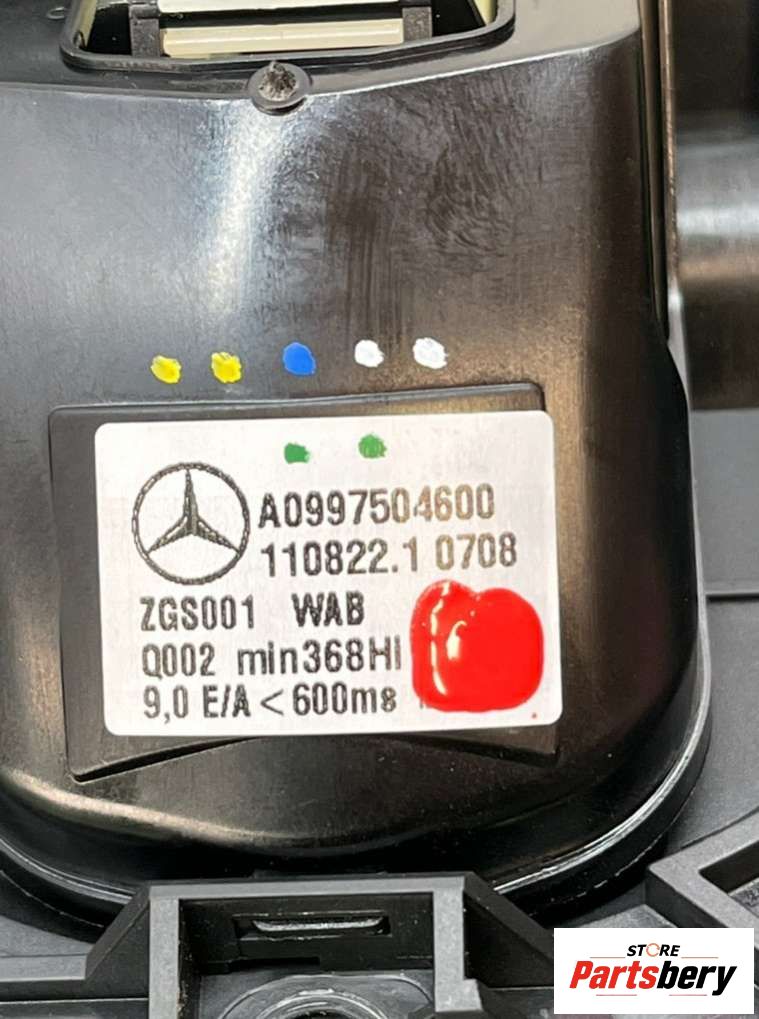 A0997504600
110822.1 0708
ZGS001 WAB
Q002 min368HI
9,0 E/A < 600ms
STORE
Partsbery